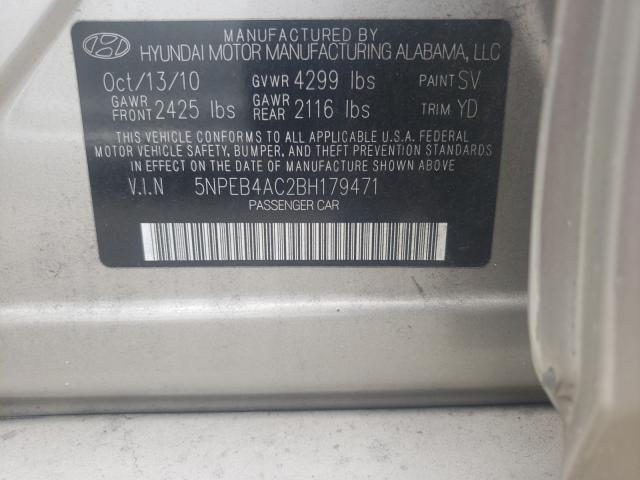 MANUFACTURED BY
HYUNDAI MOTOR MANUFACTURING ALABAMA, LLC
Oct/13/10 GVWR 4299 lbs PAINT SV
GAWR FRONT 2425 lbs GAWR REAR 2116 lbs TRIM YD
THIS VEHICLE CONFORMS TO ALL APPLICABLE U.S.A. FEDERAL
MOTOR VEHICLE SAFETY, BUMPER, AND THEFT PREVENTION
STANDARDS IN EFFECT ON THE DATE OF MANUFACTURE SHOWN ABOVE.
V.I.N 5NPEB4AC2BH179471
PASSENGER CAR